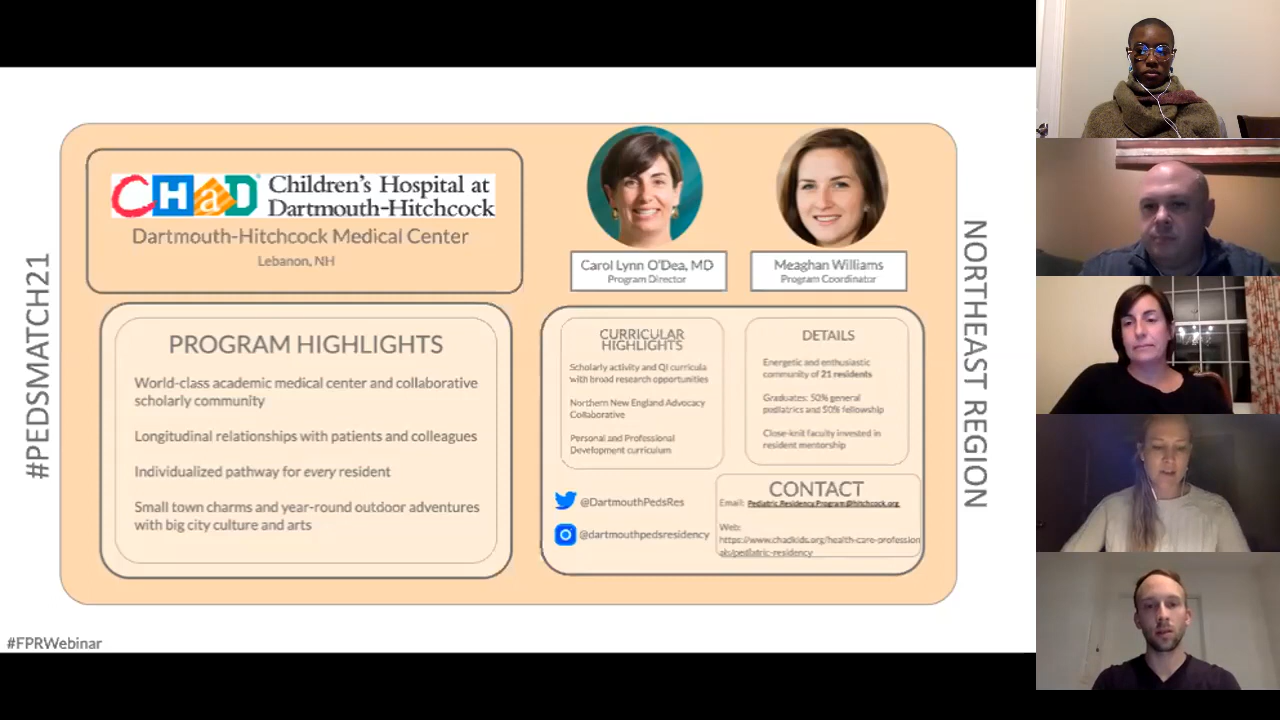 #PEDSMATCH21
CHaD® Children's Hospital at
Dartmouth-Hitchcock
Dartmouth-Hitchcock Medical Center
Lebanon, NH
PROGRAM HIGHLIGHTS
World-class academic medical center and collaborative
scholarly community
Longitudinal relationships with patients and colleagues
Individualized pathway for every resident
Small town charms and year-round outdoor adventures
with big city culture and arts
Carol Lynn O'Dea, MD
Program Director
Meaghan Williams
Program Coordinator
CURRICULAR
HIGHLIGHTS
Scholarly activity and QI curricula
with broad research opportunities
Northern New England Advocacy
Collaborative
Personal and Professional
Development curriculum
DETAILS
Energetic and enthusiastic
community of 21 residents
Graduates: 50% general
pediatrics and 50% fellowship
Close-knit faculty invested in
resident mentorship
@DartmouthPedsRes
@dartmouthpedsresidency
CONTACT
Email: Pediatric.Residency.Program@hitchcock.org
Web:
https://www.chadkids.org/health-care-profession
als/pediatric-residency
NORTHEAST REGION
#FPRWebinar